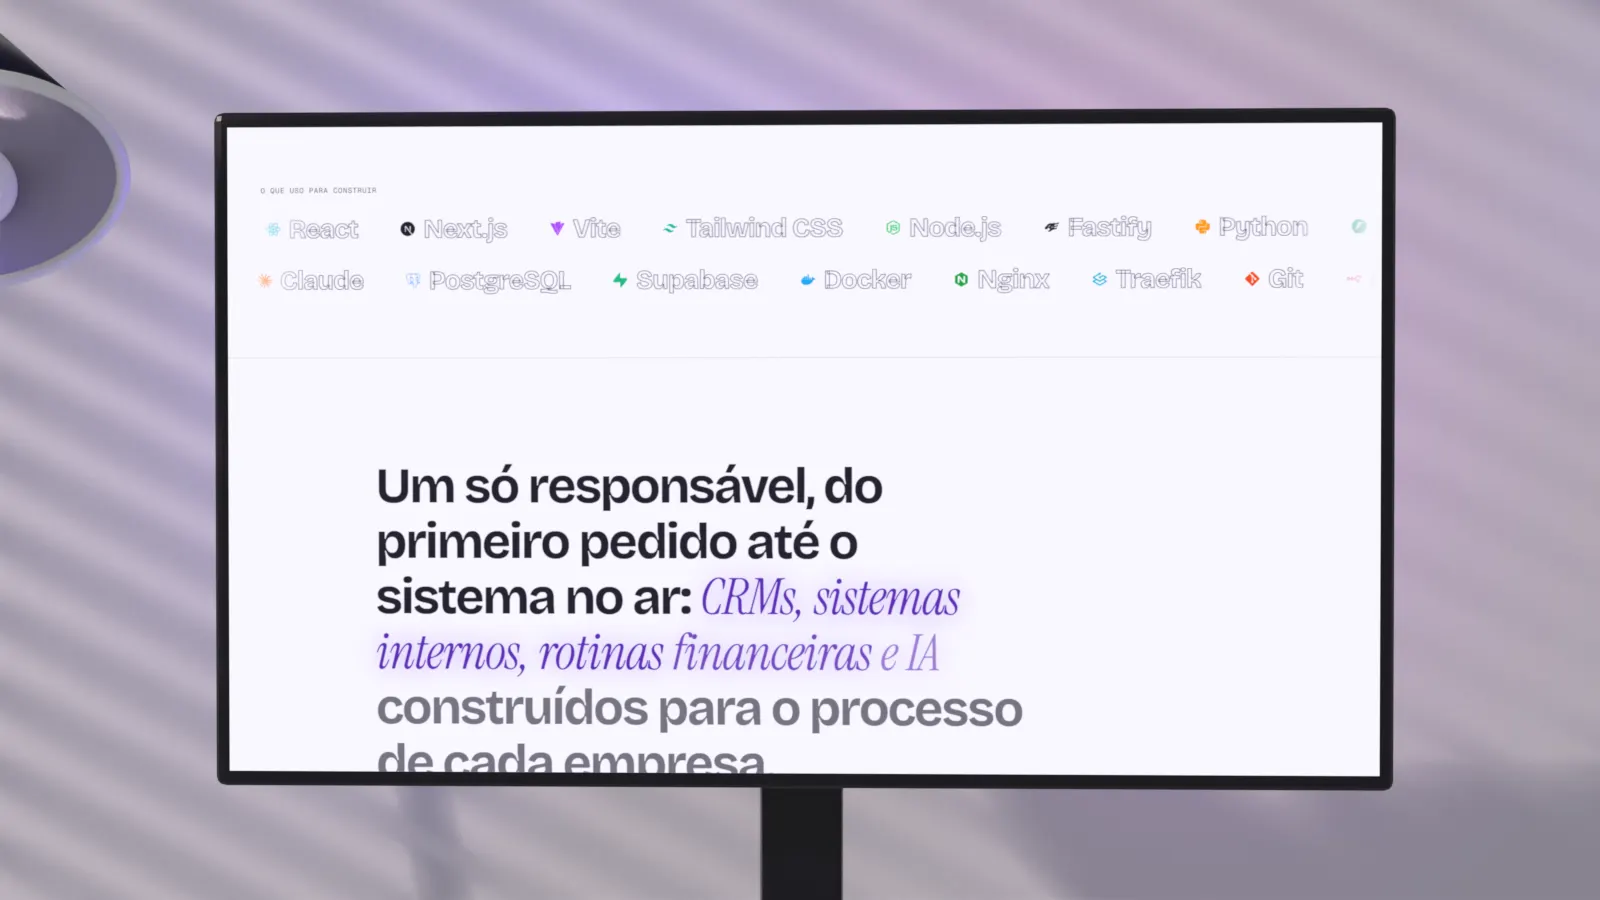 O QUE USO PARA CONSTRUIR
React Next.js Vite Tailwind CSS Node.js Fastify Python
Claude PostgreSQL Supabase Docker Nginx Traefik Git
Um só responsável, do
primeiro pedido até o
sistema no ar: CRMs, sistemas
internos, rotinas financeiras e IA
construídos para o processo
de cada empresa.